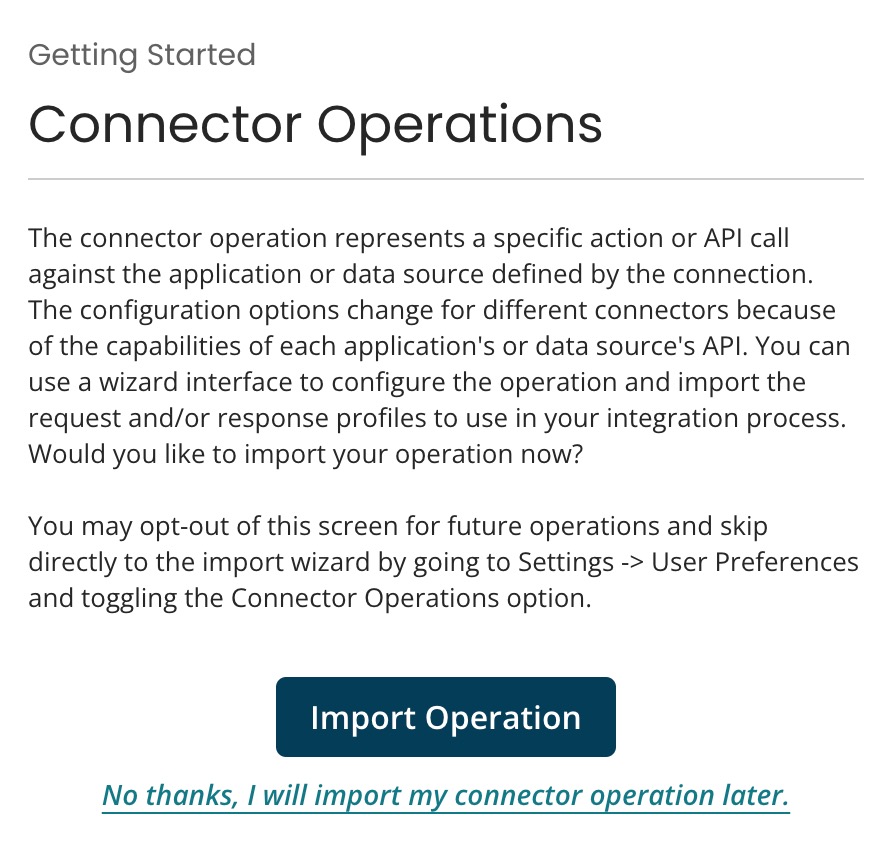 Getting Started
Connector Operations
The connector operation represents a specific action or API call
against the application or data source defined by the connection.
The configuration options change for different connectors because
of the capabilities of each application's or data source's API. You can
use a wizard interface to configure the operation and import the
request and/or response profiles to use in your integration process.
Would you like to import your operation now?
You may opt-out of this screen for future operations and skip
directly to the import wizard by going to Settings -> User Preferences
and toggling the Connector Operations option.
Import Operation
No thanks, I will import my connector operation later.